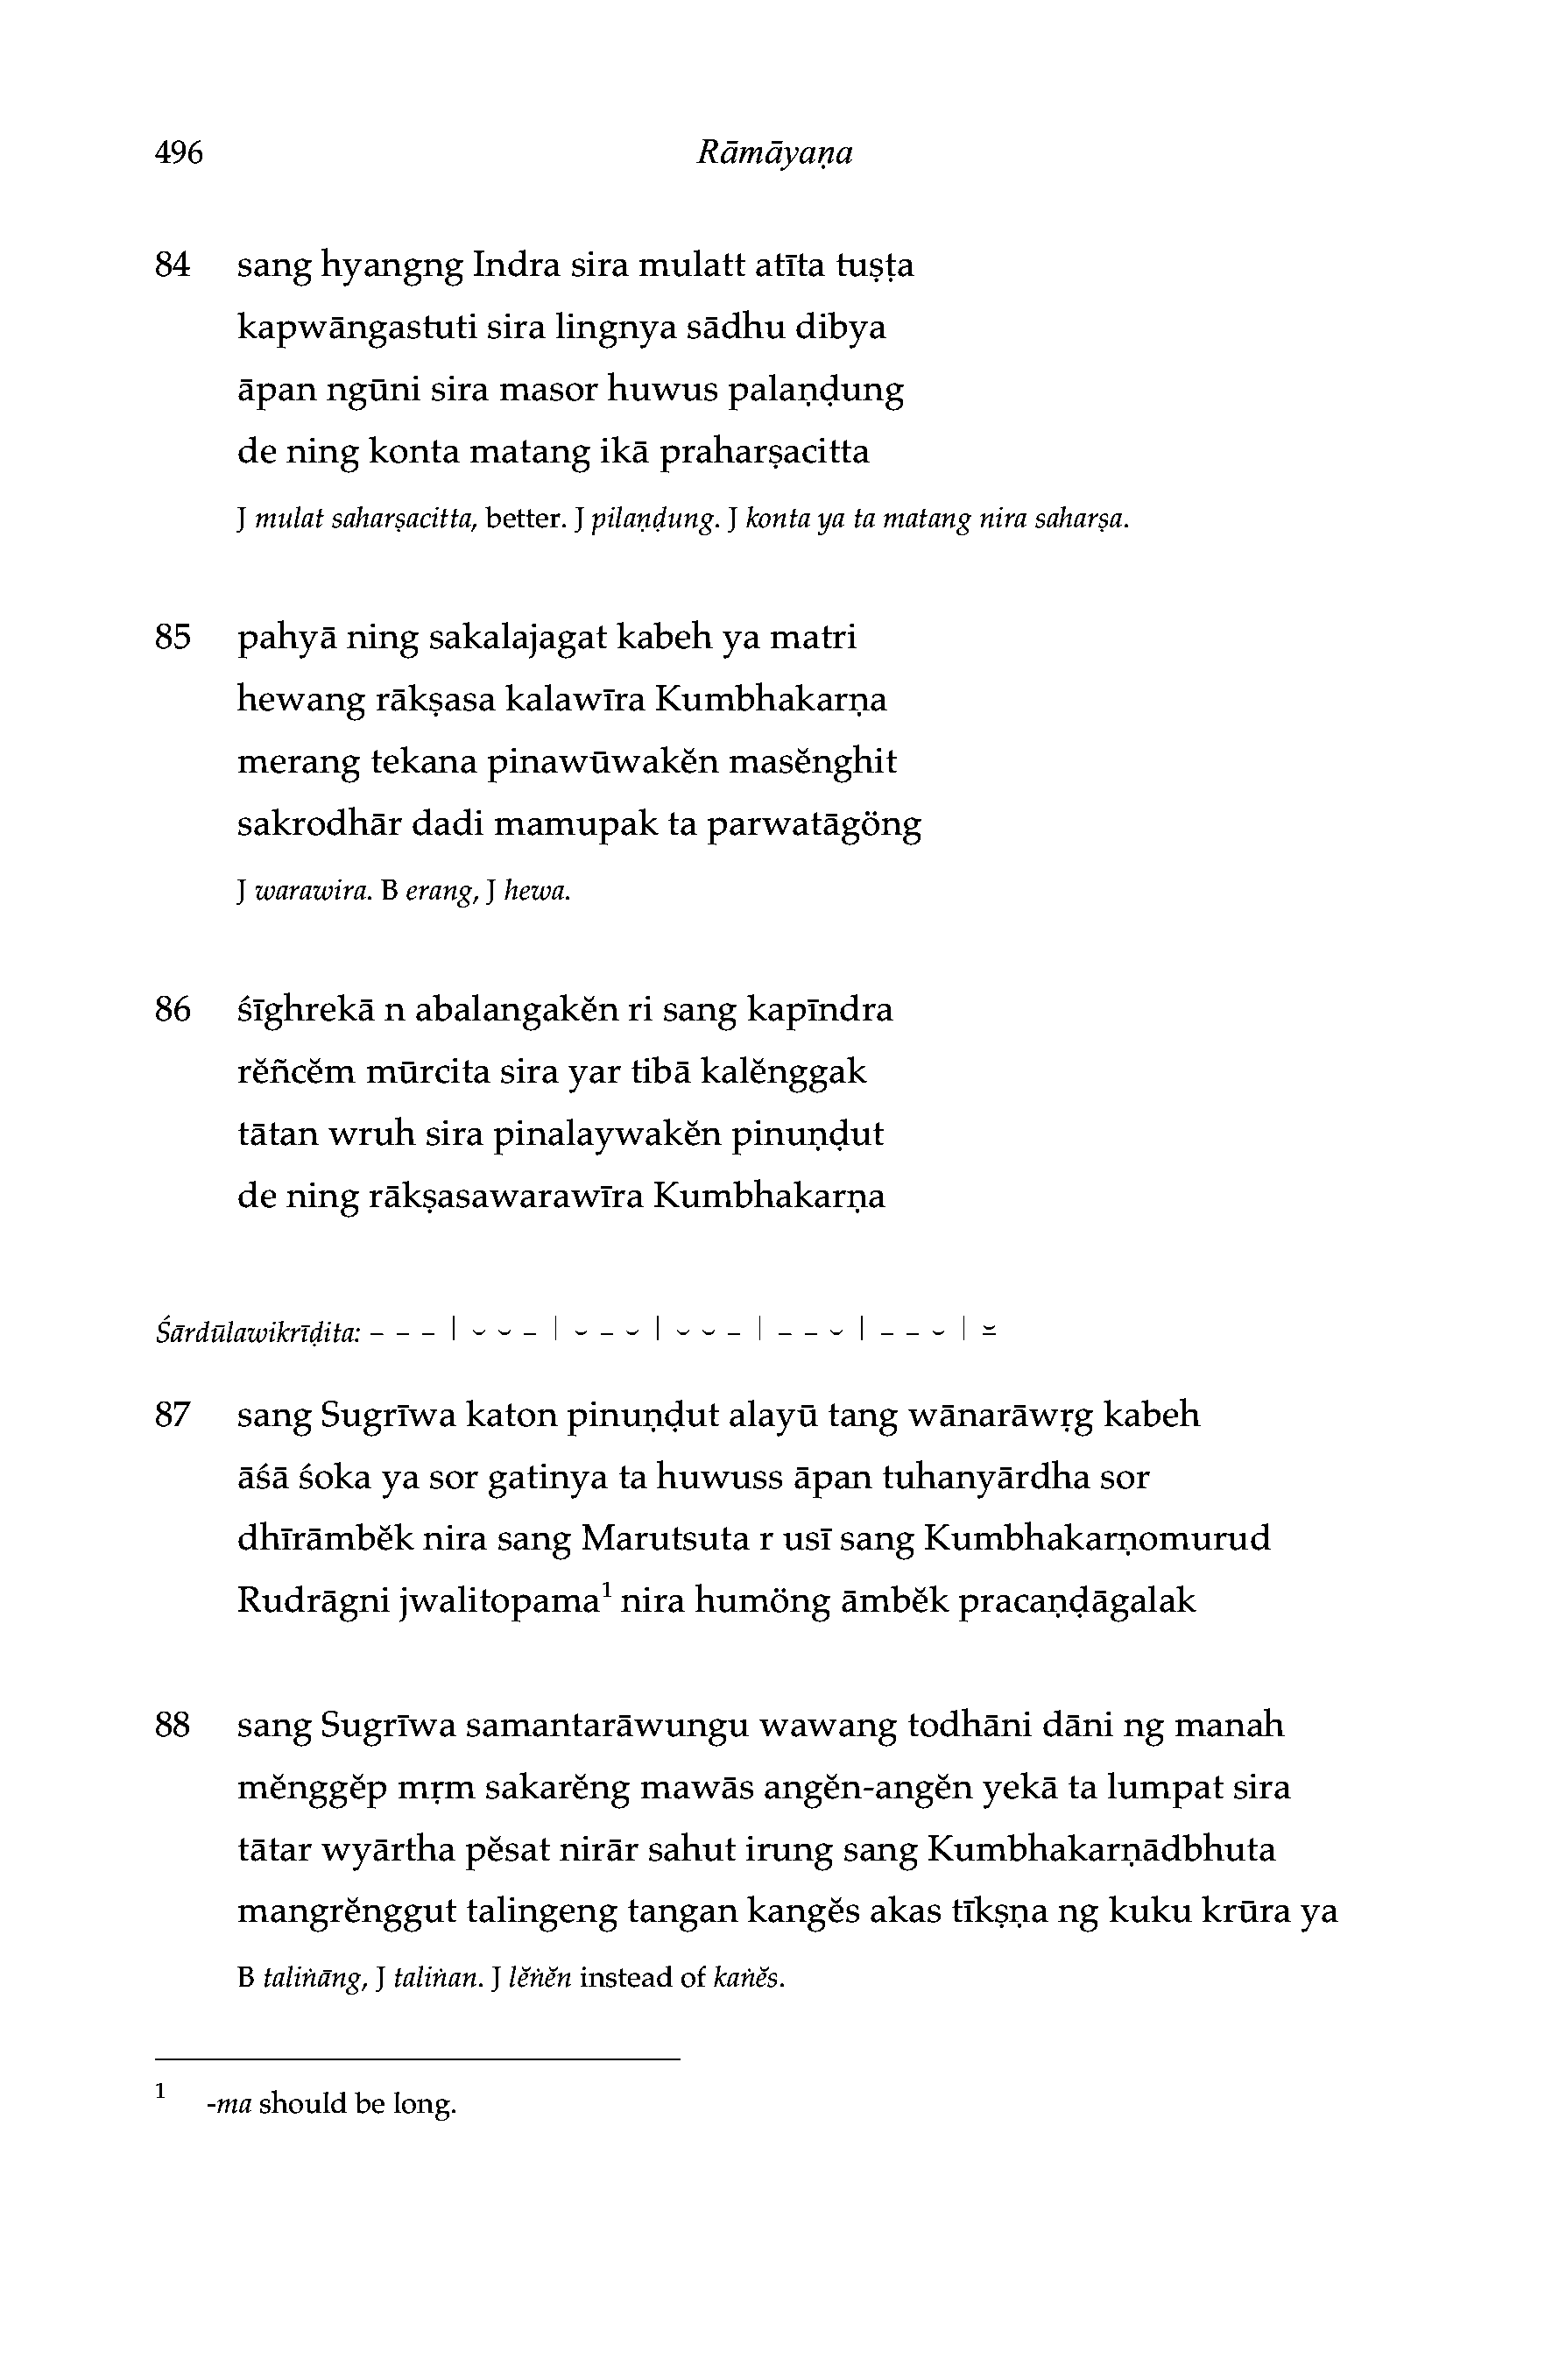 496 Rāmāyaṇa
84 sang hyangng Indra sira mulatt atīta tuṣṭa
kapwāngastuti sira lingnya sādhu dibya
āpan ngūni sira masor huwus palaṇḍung
de ning konta matang ikā praharṣacitta
J mulat saharṣacitta, better. J pilaṇḍung. J konta ya ta matang nira saharṣa.
85 pahyā ning sakalajagat kabeh ya matri
hewang rākṣasa kalawīra Kumbhakarṇa
merang tekana pinawūwakĕn masĕnghit
sakrodhār dadi mamupak ta parwatāgöng
J warawira. B erang, J hewa.
86 śīghrekā n abalangakĕn ri sang kapīndra
rĕñcĕm mūrcita sira yar tibā kalĕnggak
tātan wruh sira pinalaywakĕn pinuṇḍut
de ning rākṣasawarawīra Kumbhakarṇa
Śārdūlawikrīḍita: – – – | ⏑ ⏑ – | ⏑ – ⏑ | ⏑ ⏑ – | – – ⏑ | – – ⏑ | ⏓
87 sang Sugrīwa katon pinuṇḍut alayū tang wānarāwṛg kabeh
āśā śoka ya sor gatinya ta huwuss āpan tuhanyārdha sor
dhīrāmbĕk nira sang Marutsuta r usī sang Kumbhakarṇomurud
Rudrāgni jwalitopama¹ nira humöng āmbĕk pracaṇḍāgalak
88 sang Sugrīwa samantarāwungu wawang todhāni dāni ng manah
mĕnggĕp mṛm sakarĕng mawās angĕn-angĕn yekā ta lumpat sira
tātar wyārtha pĕsat nirār sahut irung sang Kumbhakarṇādbhuta
mangrĕnggut talingeng tangan kangĕs akas tīkṣṇa ng kuku krūra ya
B taliṅāng, J taliṅan. J lĕṅĕn instead of kaṅĕs.
1 -ma should be long.